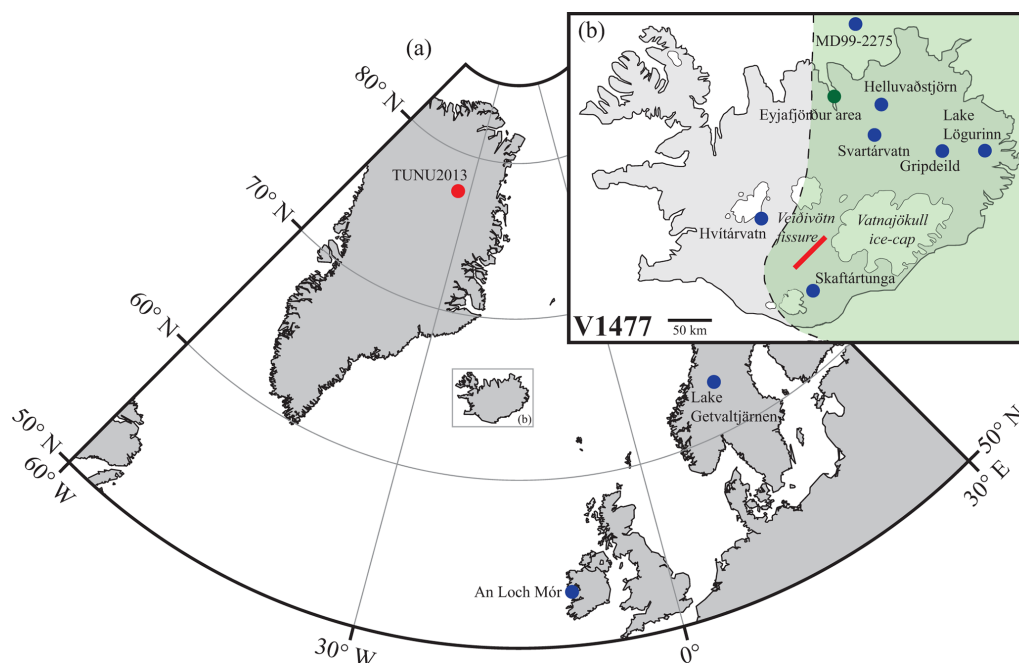 (a)
80° N
70° N
60° N
50° N
60° W
30° W
0°
50° N
30° E
TUNU2013
(b)
Lake
Getvaltjärnen
An Loch Mór
(b)
MD99-2275
Helluvaðstjörn
Eyjafjörður area
Lake
Lögurinn
Svartárvatn
Gripdeild
Hvítárvatn
Veiðivötn
fissure
Vatnajökull
ice-cap
Skaftártunga
V1477
50 km